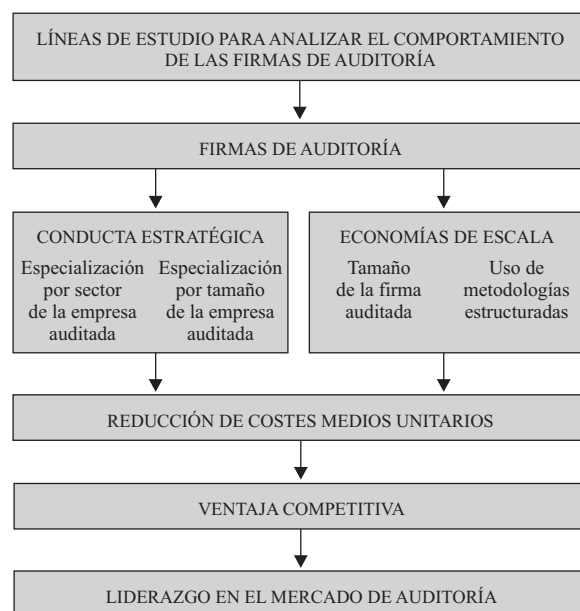 LÍNEAS DE ESTUDIO PARA ANALIZAR EL COMPORTAMIENTO
DE LAS FIRMAS DE AUDITORÍA
FIRMAS DE AUDITORÍA
CONDUCTA ESTRATÉGICA
Especialización
por sector
de la empresa
auditada
Especialización
por tamaño
de la empresa
auditada
ECONOMÍAS DE ESCALA
Tamaño
de la firma
auditada
Uso de
metodologías
estructuradas
REDUCCIÓN DE COSTES MEDIOS UNITARIOS
VENTAJA COMPETITIVA
LIDERAZGO EN EL MERCADO DE AUDITORÍA